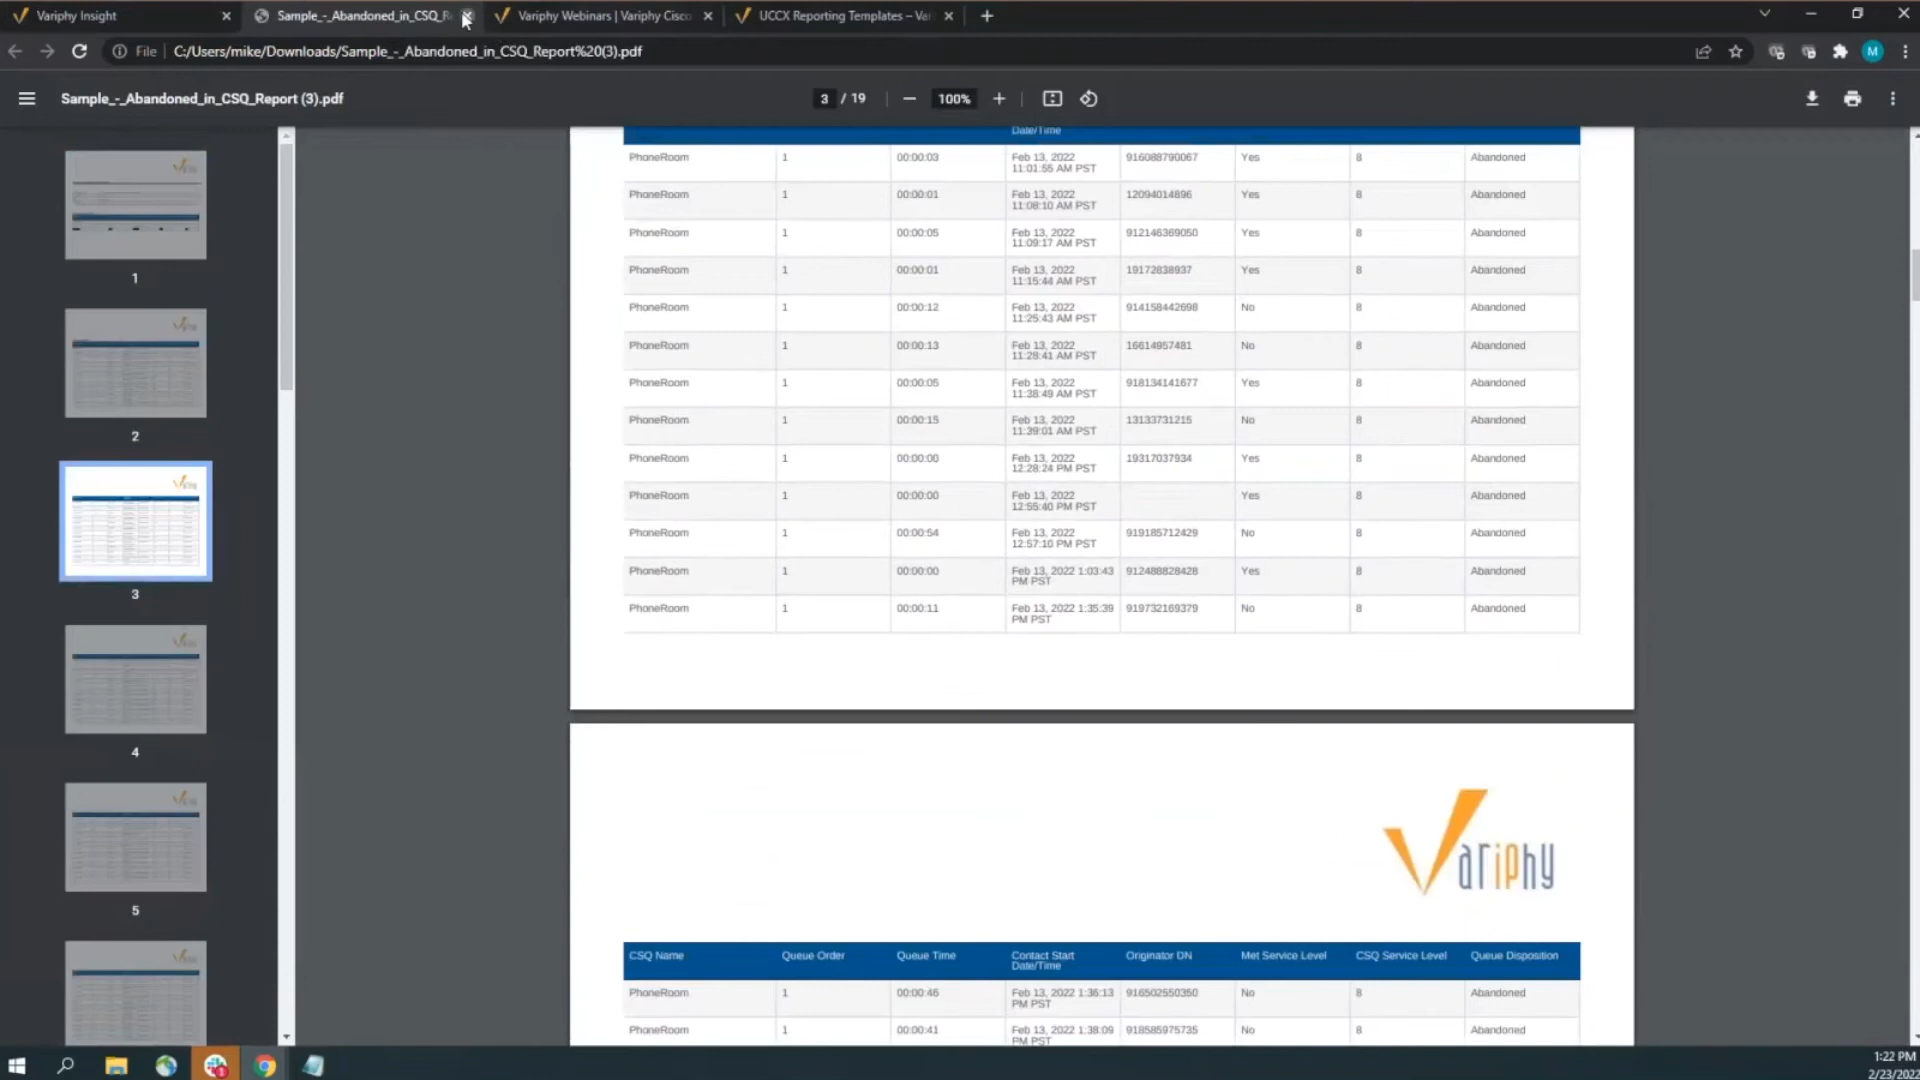 Variphy Insight
Sample_-_Abandoned_in_CSQ_R
Variphy Webinars | Variphy Cisco
UCCX Reporting Templates – Va
File
C:/Users/mike/Downloads/Sample_-_Abandoned_in_CSQ_Report%20(3).pdf
M
Sample_-_Abandoned_in_CSQ_Report (3).pdf
3 / 19
100%
Date/Time
PhoneRoom 1 00:00:03 Feb 13, 2022 11:01:55 AM PST 916088790067 Yes 8 Abandoned
PhoneRoom 1 00:00:01 Feb 13, 2022 11:08:10 AM PST 12094014896 Yes 8 Abandoned
PhoneRoom 1 00:00:05 Feb 13, 2022 11:09:17 AM PST 912146369050 Yes 8 Abandoned
PhoneRoom 1 00:00:01 Feb 13, 2022 11:15:44 AM PST 19172838937 Yes 8 Abandoned
PhoneRoom 1 00:00:12 Feb 13, 2022 11:25:43 AM PST 914158442698 No 8 Abandoned
PhoneRoom 1 00:00:13 Feb 13, 2022 11:28:41 AM PST 16614957481 No 8 Abandoned
PhoneRoom 1 00:00:05 Feb 13, 2022 11:38:49 AM PST 918134141677 Yes 8 Abandoned
PhoneRoom 1 00:00:15 Feb 13, 2022 11:39:01 AM PST 13133731215 No 8 Abandoned
PhoneRoom 1 00:00:00 Feb 13, 2022 12:28:24 PM PST 19317037934 Yes 8 Abandoned
PhoneRoom 1 00:00:00 Feb 13, 2022 12:55:40 PM PST Yes 8 Abandoned
PhoneRoom 1 00:00:54 Feb 13, 2022 12:57:10 PM PST 919185712429 No 8 Abandoned
PhoneRoom 1 00:00:00 Feb 13, 2022 1:03:43 PM PST 912488828428 Yes 8 Abandoned
PhoneRoom 1 00:00:11 Feb 13, 2022 1:35:39 PM PST 919732169379 No 8 Abandoned
Variphy
CSQ Name Queue Order Queue Time Contact Start Date/Time Originator DN Met Service Level CSQ Service Level Queue Disposition
PhoneRoom 1 00:00:46 Feb 13, 2022 1:36:13 PM PST 916502550350 No 8 Abandoned
PhoneRoom 1 00:00:41 Feb 13, 2022 1:38:09 PM PST 918585975735 No 8 Abandoned
1
2
3
4
5
1:22 PM
2/23/2022